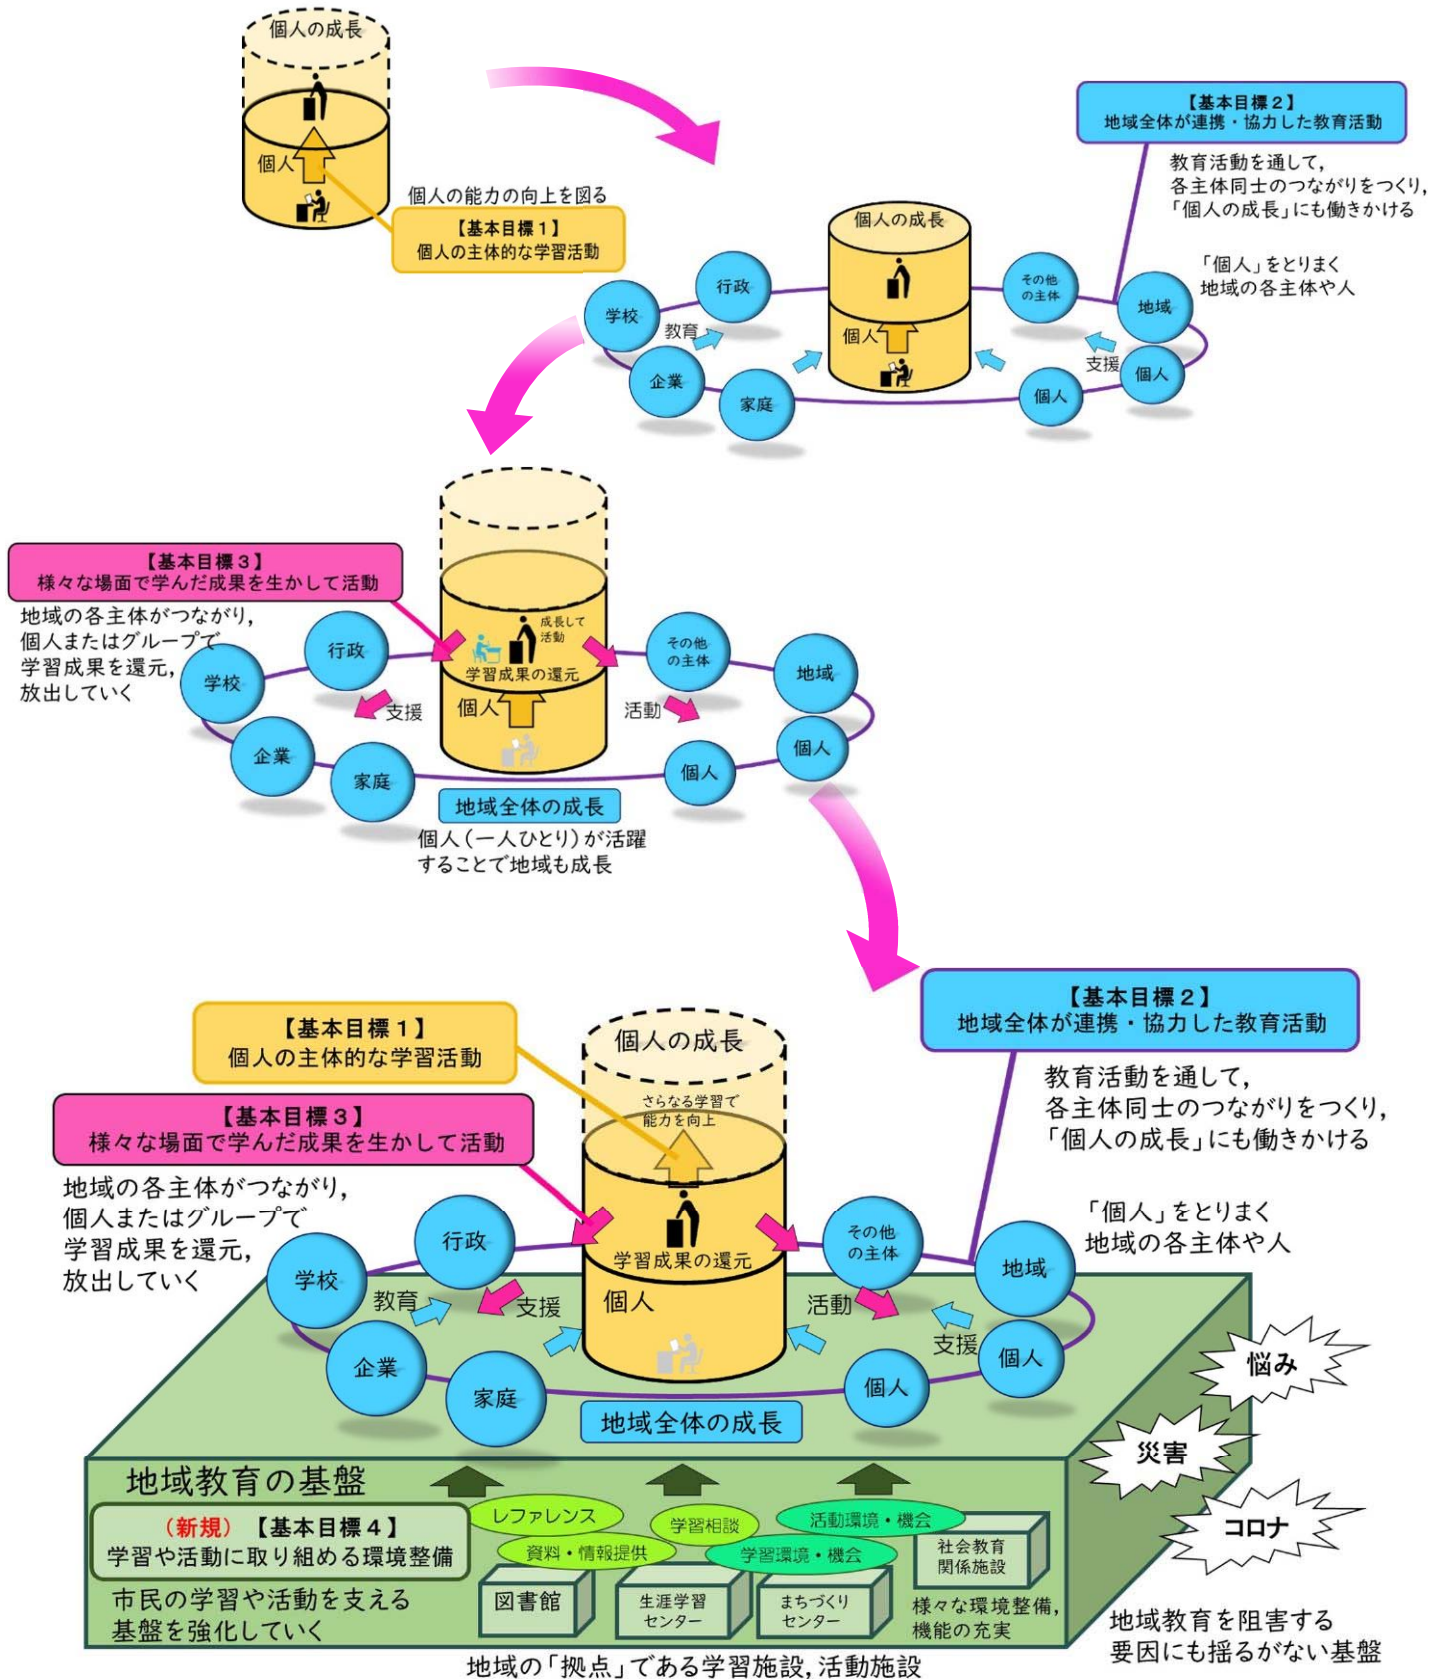 個人の成長
個人
個人の能力の向上を図る
【基本目標1】
個人の主体的な学習活動
【基本目標2】
地域全体が連携・協力した教育活動
教育活動を通して,
各主体同士のつながりをつくり,
「個人の成長」にも働きかける
「個人」をとりまく
地域の各主体や人
個人の成長
個人
学校
行政
その他
の主体
地域
教育
支援
企業
家庭
個人
個人
【基本目標3】
様々な場面で学んだ成果を生かして活動
地域の各主体がつながり,
個人またはグループで
学習成果を還元,
放出していく
成長して
活動
学習成果の還元
個人
学校
行政
その他
の主体
地域
支援
活動
企業
家庭
個人
個人
地域全体の成長
個人(一人ひとり)が活躍
することで地域も成長
【基本目標1】
個人の主体的な学習活動
【基本目標3】
様々な場面で学んだ成果を生かして活動
地域の各主体がつながり,
個人またはグループで
学習成果を還元,
放出していく
個人の成長
さらなる学習で
能力を向上
学習成果の還元
個人
【基本目標2】
地域全体が連携・協力した教育活動
教育活動を通して,
各主体同士のつながりをつくり,
「個人の成長」にも働きかける
「個人」をとりまく
地域の各主体や人
学校
行政
その他
の主体
地域
教育
支援
活動
支援
企業
家庭
個人
個人
地域全体の成長
悩み
災害
コロナ
地域教育の基盤
(新規)【基本目標4】
学習や活動に取り組める環境整備
市民の学習や活動を支える
基盤を強化していく
レファレンス
資料・情報提供
学習相談
活動環境・機会
学習環境・機会
図書館
生涯学習
センター
まちづくり
センター
社会教育
関係施設
様々な環境整備,
機能の充実
地域教育を阻害する
要因にも揺るがない基盤
地域の「拠点」である学習施設,活動施設